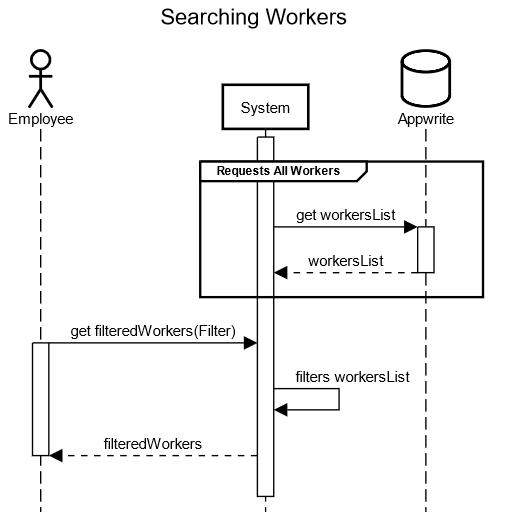 Searching Workers
Employee
System
Appwrite
Requests All Workers
get workersList
workersList
get filteredWorkers(Filter)
filters workersList
filteredWorkers